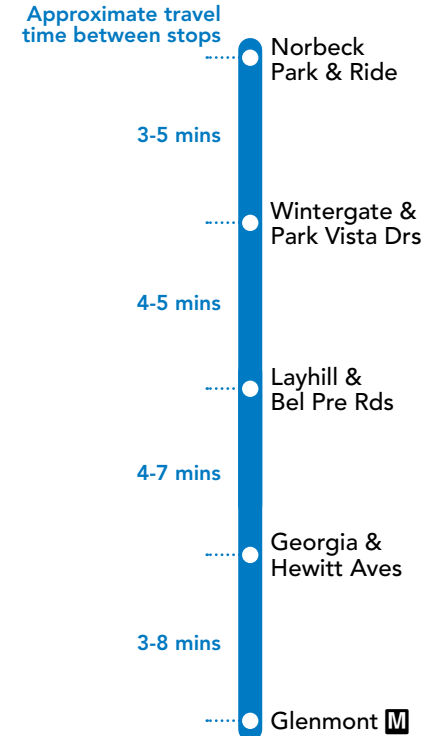 Approximate travel
time between stops
Norbeck
Park & Ride
3-5 mins
Wintergate &
Park Vista Drs
4-5 mins
Layhill &
Bel Pre Rds
4-7 mins
Georgia &
Hewitt Aves
3-8 mins
Glenmont M